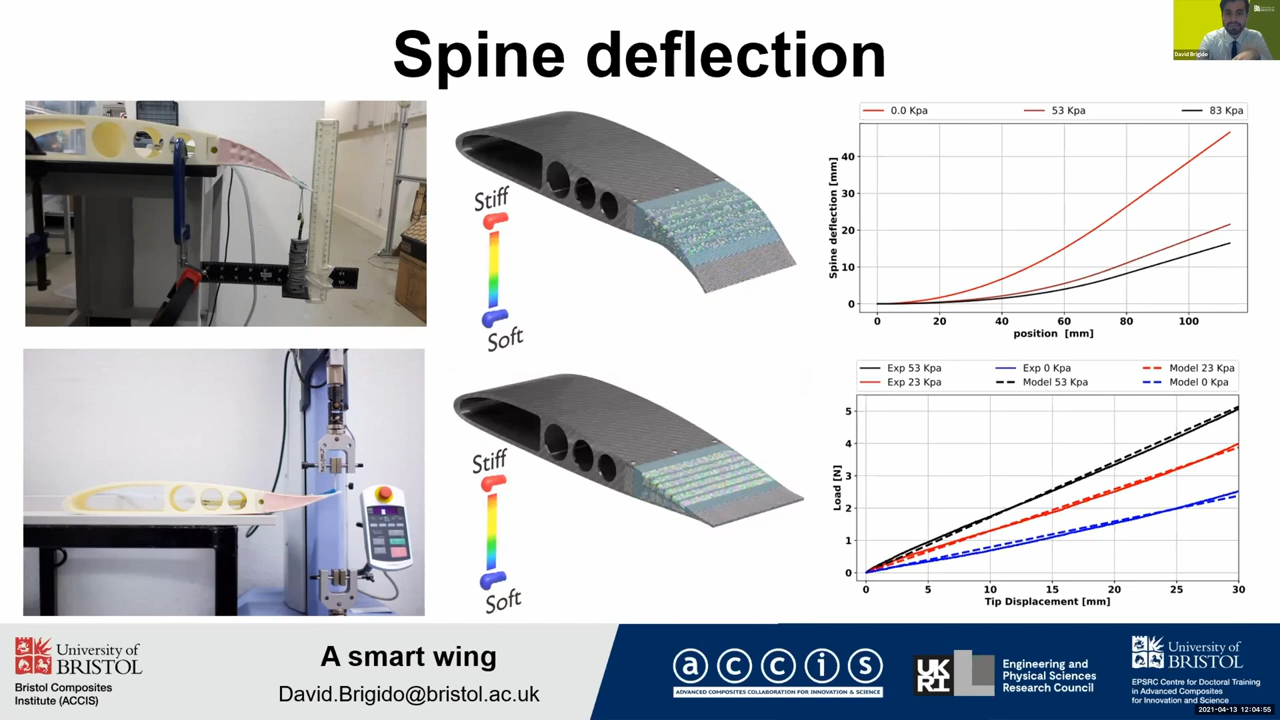 Spine deflection
UNIVERSITY OF BRISTOL
David Brigido
Stiff
Soft
0.0 Kpa
53 Kpa
83 Kpa
Spine deflection [mm]
40
30
20
10
0
0 20 40 60 80 100
position [mm]
Stiff
Soft
Exp 53 Kpa
Exp 23 Kpa
Exp 0 Kpa
Model 53 Kpa
Model 23 Kpa
Model 0 Kpa
Load [N]
5
4
3
2
1
0
0 5 10 15 20 25 30
Tip Displacement [mm]
University of
BRISTOL
Bristol Composites
Institute (ACCIS)
A smart wing
David.Brigido@bristol.ac.uk
accis
ADVANCED COMPOSITES COLLABORATION FOR INNOVATION & SCIENCE
UK
RI
Engineering and
Physical Sciences
Research Council
University of
BRISTOL
EPSRC Centre for Doctoral Training
in Advanced Composites
for Innovation and Science
2021-04-13 12:04:55